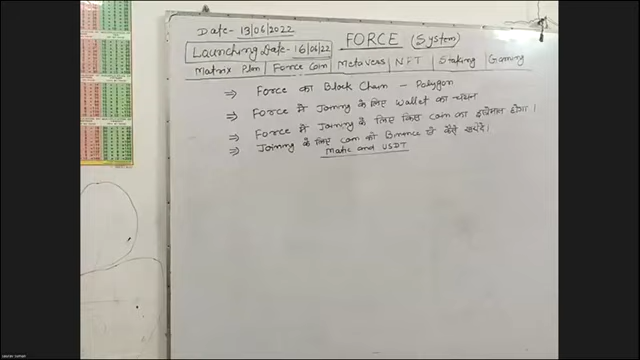 Date- 13/06/2022
FORCE (System)
Launching Date- 16/06/22
Matrix Plan | Force Coin | Metavers | NFT | Staking | Gaming
⇒ Force का Block Chain - Polygon
⇒ Force में Joining के लिए Wallet का चयन
⇒ Force में Joining के लिए किस Coin का इस्तेमाल होगा।
⇒ Joining के लिए Coin को Binance से कैसे खरीदें।
Matic and USDT